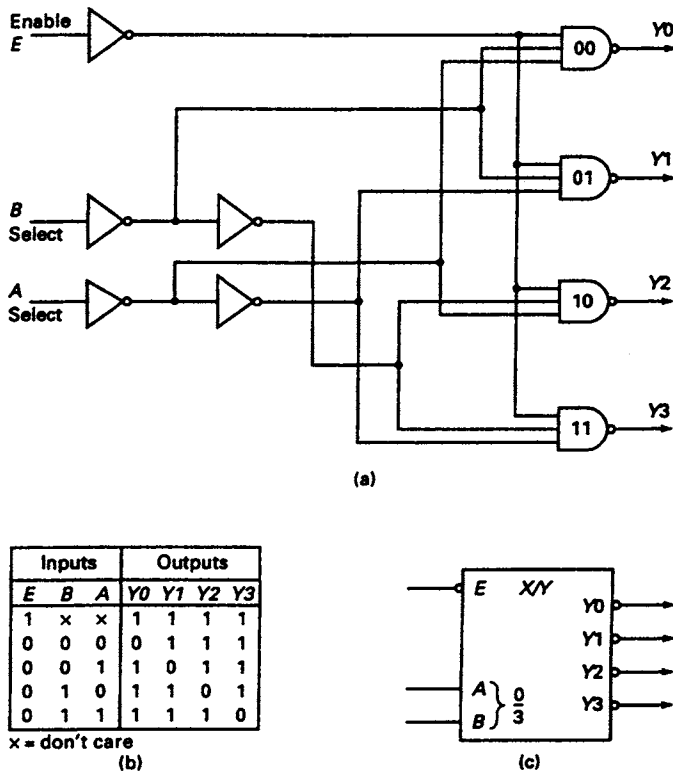 Enable
E
Y0
00
Y1
01
B
Select
A
Select
Y2
10
Y3
11
(a)
Inputs Outputs
E B A Y0 Y1 Y2 Y3
1 × × 1 1 1 1
0 0 0 0 1 1 1
0 0 1 1 0 1 1
0 1 0 1 1 0 1
0 1 1 1 1 1 0
× = don't care
(b)
E X/Y
Y0
Y1
Y2
A } 0
B 3
Y3
(c)